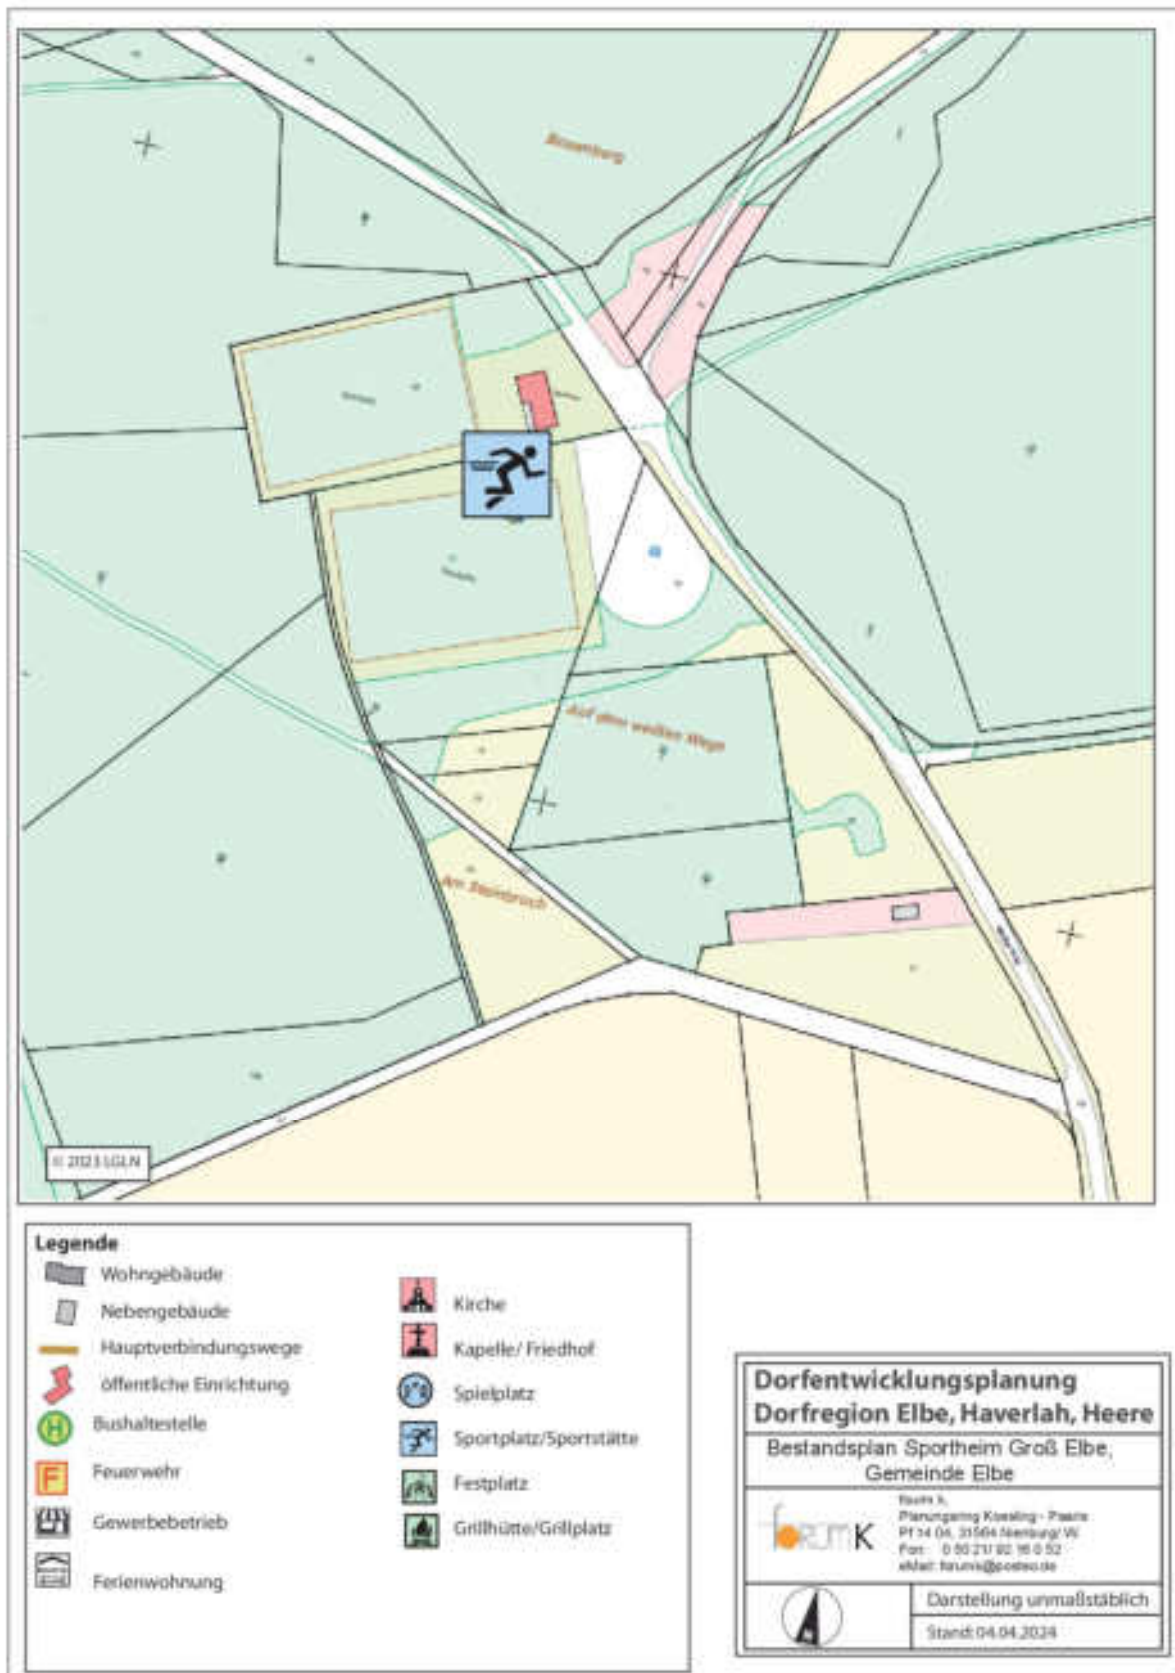 Auf dem weißen Wege
Am Steinbruch
© 2023 LGLN
Legende
Wohngebäude
Nebengebäude
Hauptverbindungswege
öffentliche Einrichtung
H
Bushaltestelle
F
Feuerwehr
Gewerbebetrieb
Ferienwohnung
Kirche
Kapelle/ Friedhof
Spielplatz
Sportplatz/Sportstätte
Festplatz
Grillhütte/Grillplatz
Dorfentwicklungsplanung
Dorfregion Elbe, Haverlah, Heere
Bestandsplan Sportheim Groß Elbe,
Gemeinde Elbe
forum K
Darstellung unmaßstäblich
Stand: 04.04.2024